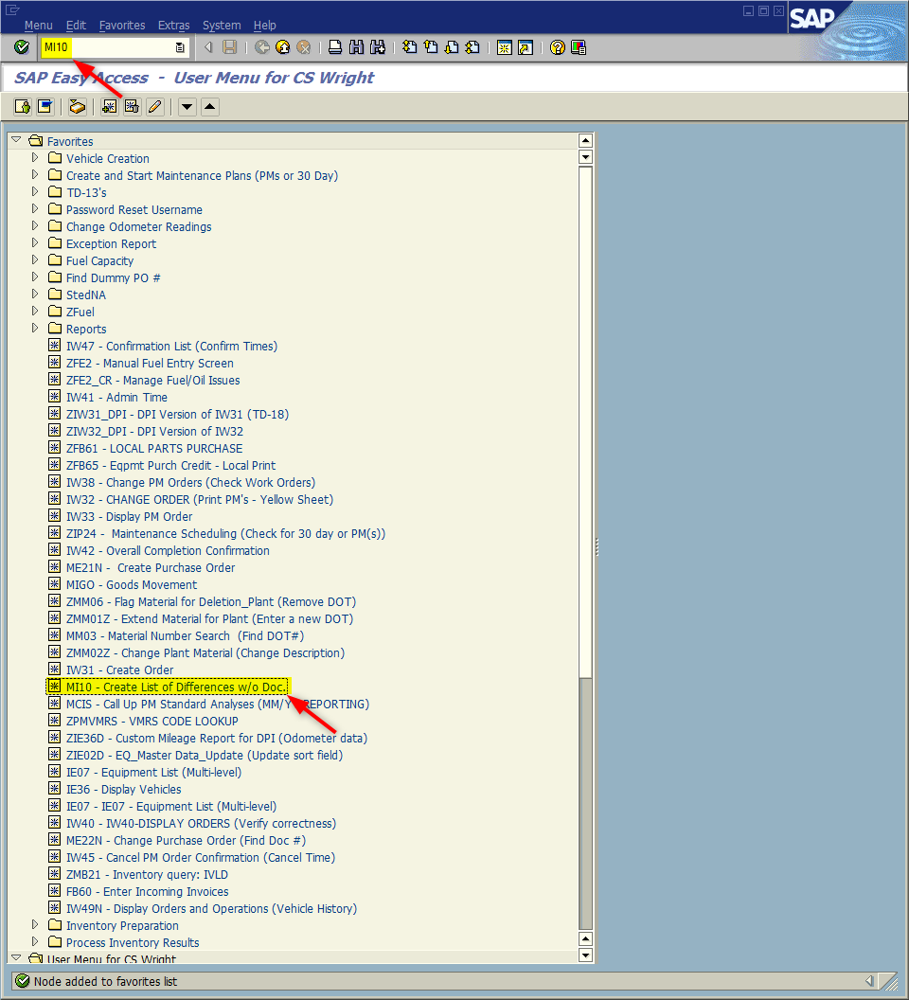 Menu Edit Favorites Extras System Help
SAP
MI10
SAP Easy Access - User Menu for CS Wright
Favorites
Vehicle Creation
Create and Start Maintenance Plans (PMs or 30 Day)
TD-13's
Password Reset Username
Change Odometer Readings
Exception Report
Fuel Capacity
Find Dummy PO #
StedNA
ZFuel
Reports
IW47 - Confirmation List (Confirm Times)
ZFE2 - Manual Fuel Entry Screen
ZFE2_CR - Manage Fuel/Oil Issues
IW41 - Admin Time
ZIW31_DPI - DPI Version of IW31 (TD-18)
ZIW32_DPI - DPI Version of IW32
ZFB61 - LOCAL PARTS PURCHASE
ZFB65 - Eqpmt Purch Credit - Local Print
IW38 - Change PM Orders (Check Work Orders)
IW32 - CHANGE ORDER (Print PM's - Yellow Sheet)
IW33 - Display PM Order
ZIP24 - Maintenance Scheduling (Check for 30 day or PM(s))
IW42 - Overall Completion Confirmation
ME21N - Create Purchase Order
MIGO - Goods Movement
ZMM06 - Flag Material for Deletion_Plant (Remove DOT)
ZMM01Z - Extend Material for Plant (Enter a new DOT)
MM03 - Material Number Search (Find DOT#)
ZMM02Z - Change Plant Material (Change Description)
IW31 - Create Order
MI10 - Create List of Differences w/o Doc.
MCIS - Call Up PM Standard Analyses (MM/Y REPORTING)
ZPMVMRS - VMRS CODE LOOKUP
ZIE36D - Custom Mileage Report for DPI (Odometer data)
ZIE02D - EQ_Master Data_Update (Update sort field)
IE07 - Equipment List (Multi-level)
IE36 - Display Vehicles
IE07 - IE07 - Equipment List (Multi-level)
IW40 - IW40-DISPLAY ORDERS (Verify correctness)
ME22N - Change Purchase Order (Find Doc #)
IW45 - Cancel PM Order Confirmation (Cancel Time)
ZMB21 - Inventory query: IVLD
FB60 - Enter Incoming Invoices
IW49N - Display Orders and Operations (Vehicle History)
Inventory Preparation
Process Inventory Results
User Menu for CS Wright
Node added to favorites list